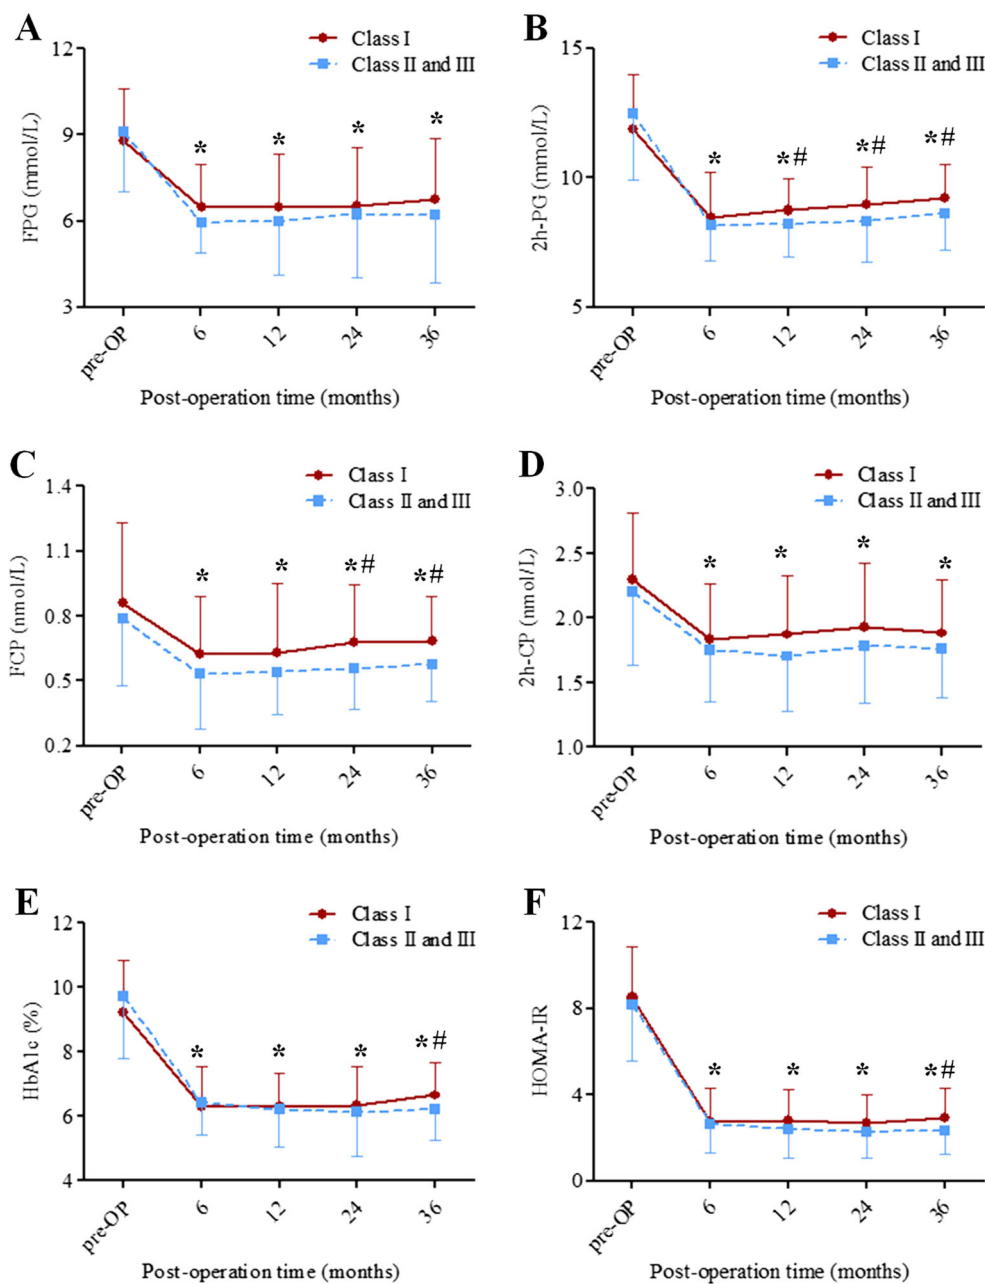 A
Class I
Class II and III
12
9
6
3
FPG (mmol/L)
*
*
*
*
pre-OP
6
12
24
36
Post-operation time (months)
B
Class I
Class II and III
15
10
5
2h-PG (mmol/L)
*
*#
*#
*#
pre-OP
6
12
24
36
Post-operation time (months)
C
Class I
Class II and III
1.4
1.1
0.8
0.5
0.2
FCP (nmol/L)
*
*
*#
*#
pre-OP
6
12
24
36
Post-operation time (months)
D
Class I
Class II and III
3.0
2.5
2.0
1.5
1.0
2h-CP (nmol/L)
*
*
*
*
pre-OP
6
12
24
36
Post-operation time (months)
E
Class I
Class II and III
12
10
8
6
4
HbA1c (%)
*
*
*
*#
pre-OP
6
12
24
36
Post-operation time (months)
F
Class I
Class II and III
12
8
4
0
HOMA-IR
*
*
*
*#
pre-OP
6
12
24
36
Post-operation time (months)